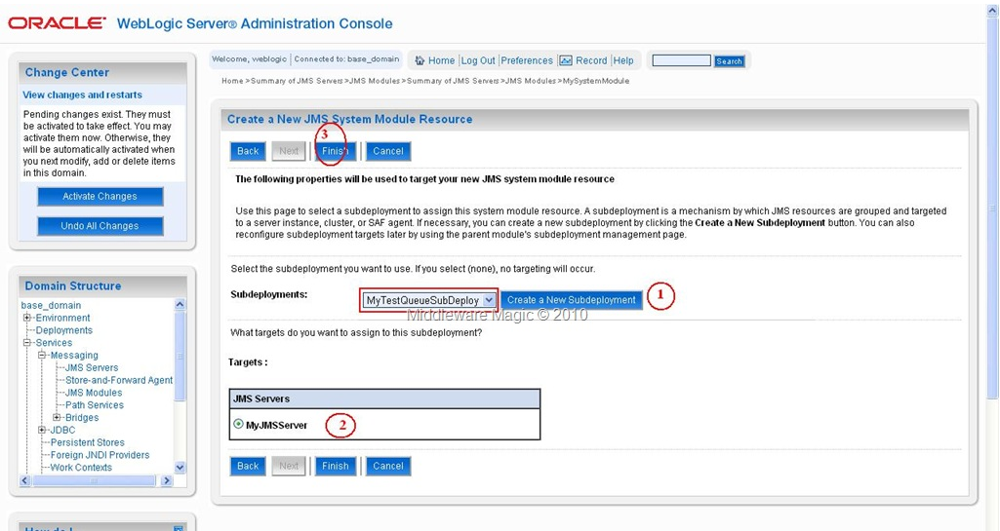 ORACLE WebLogic Server® Administration Console
Change Center
View changes and restarts
Pending changes exist. They must
be activated to take effect. You may
activate them now. Otherwise, they
will be automatically activated when
you next modify, add or delete items
in this domain.
Activate Changes
Undo All Changes
Domain Structure
base_domain
Environment
Deployments
Services
Messaging
JMS Servers
Store-and-Forward Agent
JMS Modules
Path Services
Bridges
JDBC
Persistent Stores
Foreign JNDI Providers
Work Contexts
Welcome, weblogic Connected to: base_domain
Home Log Out Preferences Record Help Search
Home >Summary of JMS Servers >JMS Modules >Summary of JMS Servers >JMS Modules >MySystemModule
Create a New JMS System Module Resource
3
Back Next Finish Cancel
The following properties will be used to target your new JMS system module resource
Use this page to select a subdeployment to assign this system module resource. A subdeployment is a mechanism by which JMS resources are grouped and targeted
to a server instance, cluster, or SAF agent. If necessary, you can create a new subdeployment by clicking the Create a New Subdeployment button. You can also
reconfigure subdeployment targets later by using the parent module's subdeployment management page.
Select the subdeployment you want to use. If you select (none), no targeting will occur.
Subdeployments: MyTestQueueSubDeploy Create a New Subdeployment 1
Middleware Magic © 2010
What targets do you want to assign to this subdeployment?
Targets :
JMS Servers
MyJMSServer 2
Back Next Finish Cancel